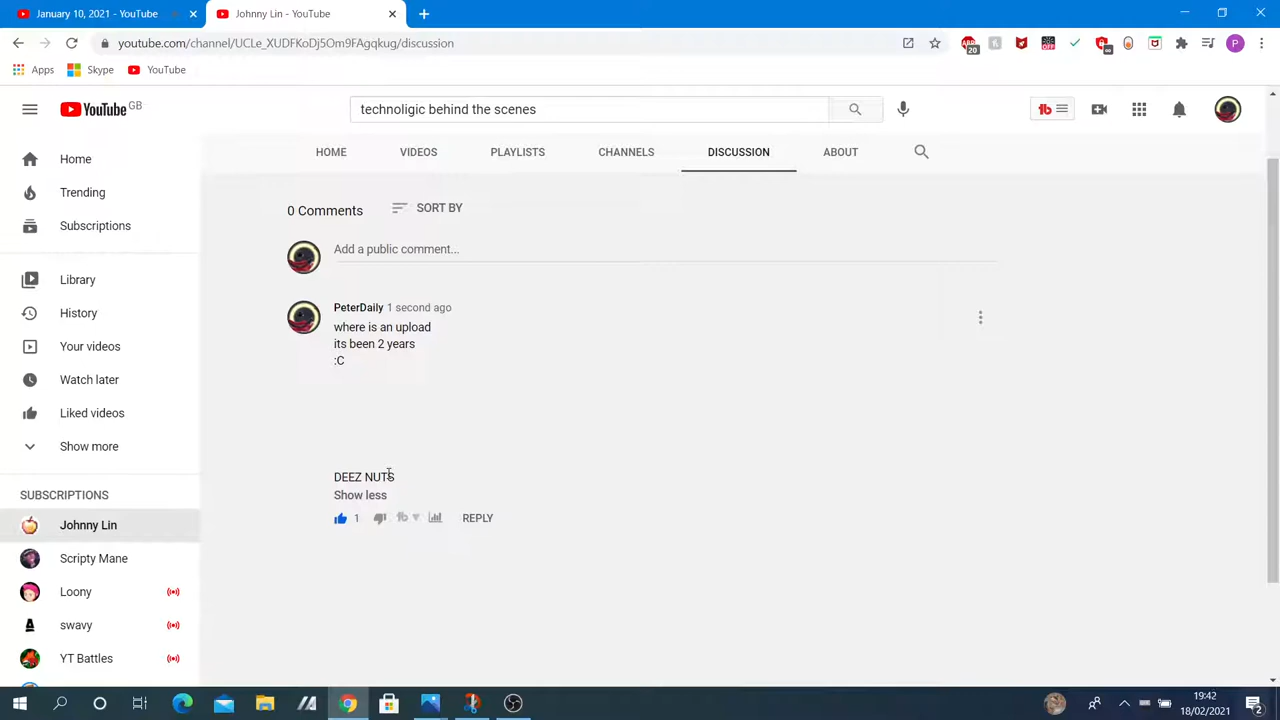 January 10, 2021 - YouTube
Johnny Lin - YouTube
youtube.com/channel/UCLe_XUDFKoDj5Om9FAgqkug/discussion
20
OFF
P
Apps
Skype
YouTube
YouTube GB
technoligic behind the scenes
HOME
VIDEOS
PLAYLISTS
CHANNELS
DISCUSSION
ABOUT
Home
Trending
Subscriptions
Library
History
Your videos
Watch later
Liked videos
Show more
SUBSCRIPTIONS
Johnny Lin
Scripty Mane
Loony
swavy
YT Battles
0 Comments
SORT BY
Add a public comment...
PeterDaily 1 second ago
where is an upload
its been 2 years
:C
DEEZ NUTS
Show less
1
REPLY
19:42
18/02/2021
2